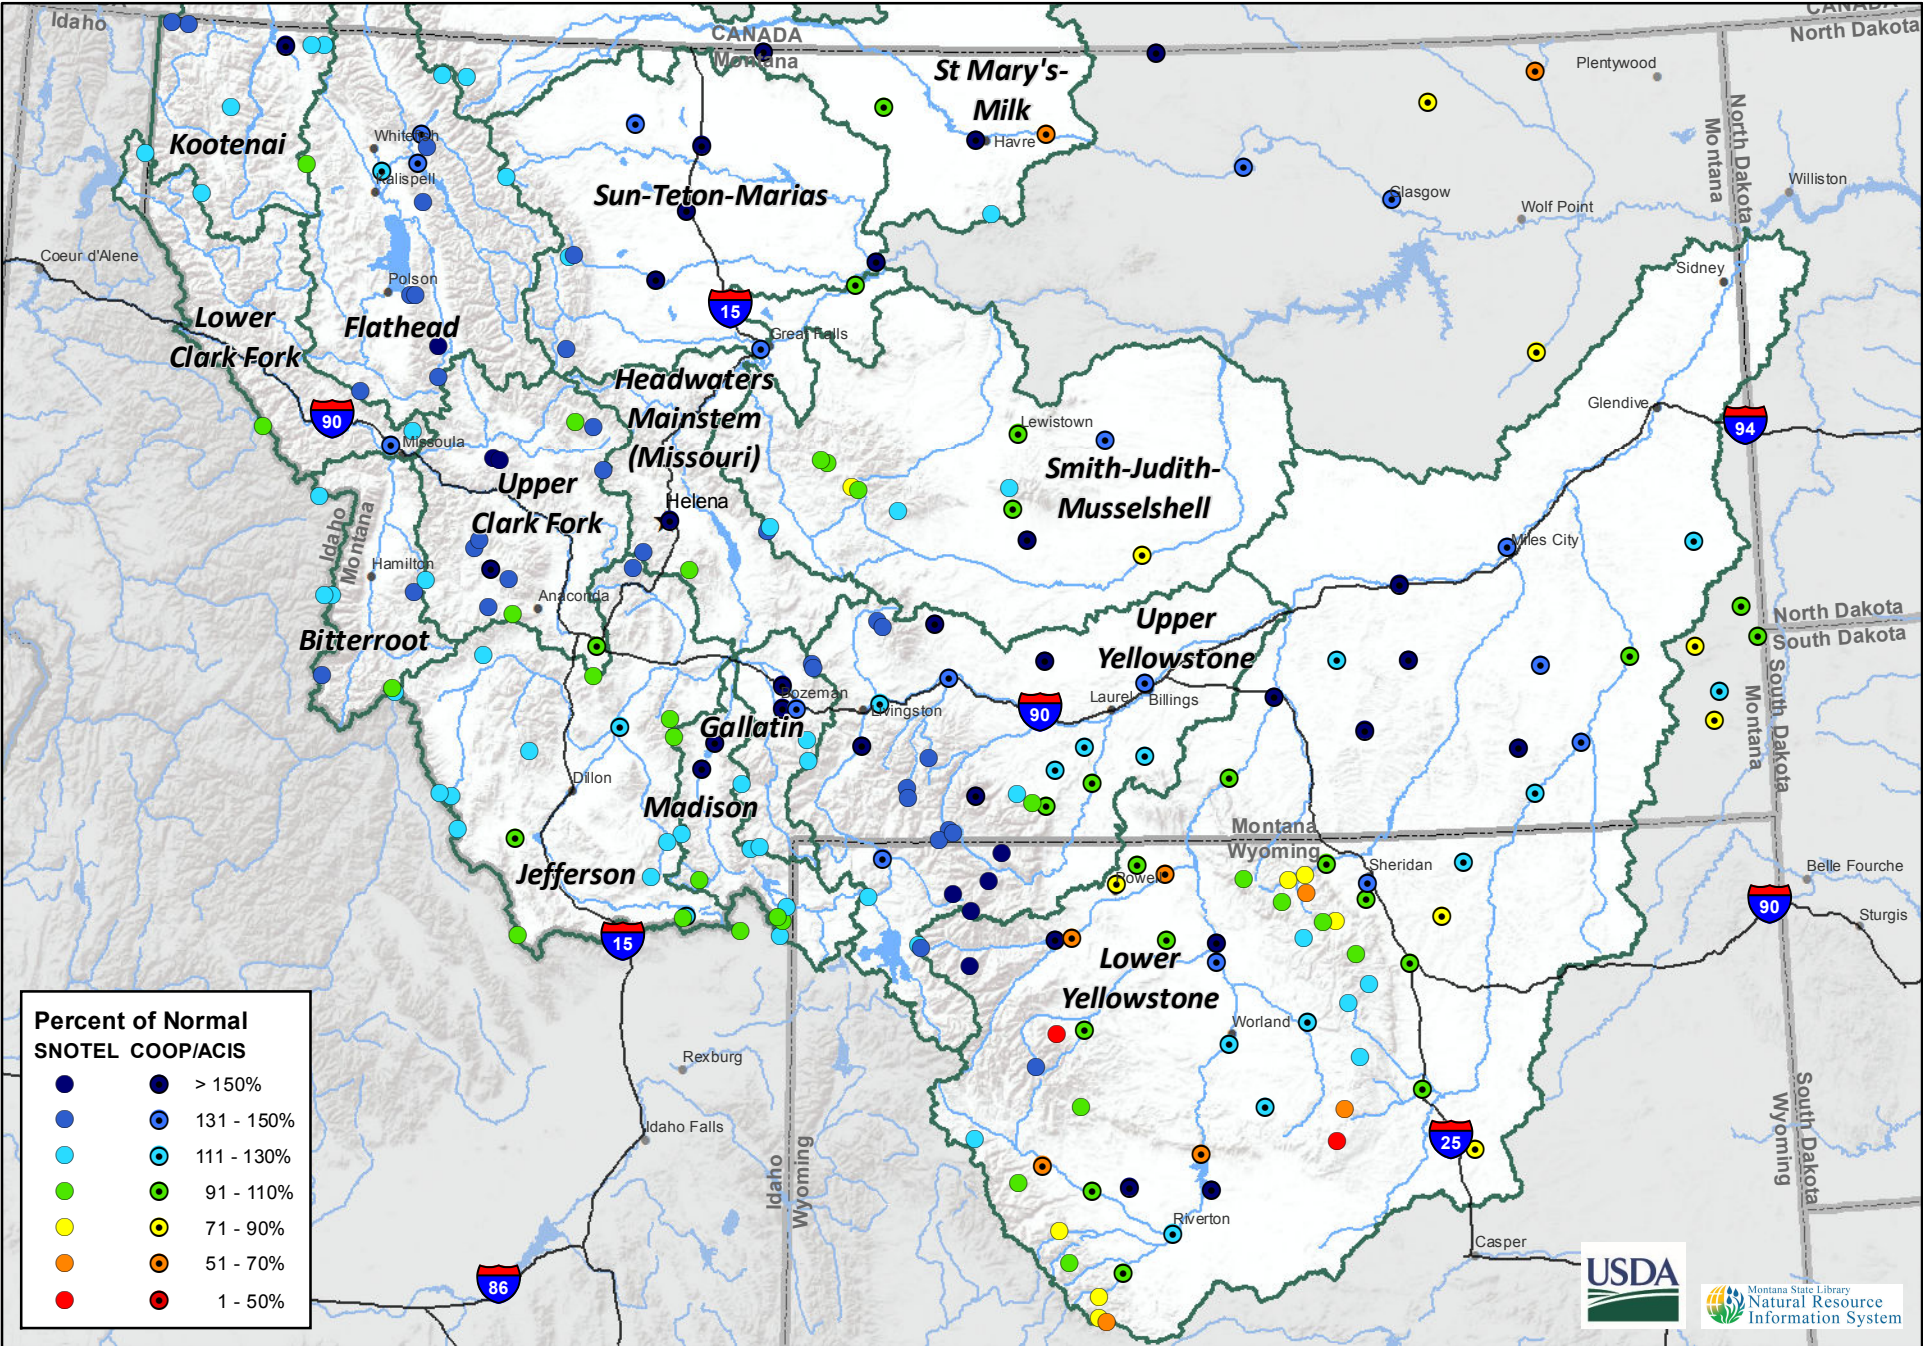 Idaho
CANADA
Montana
CANADA
North Dakota
St Mary's-
Milk
Plentywood
Kootenai
Whitefish
Kalispell
Havre
North Dakota
Montana
Sun-Teton-Marias
Glasgow
Wolf Point
Williston
Coeur d'Alene
Polson
Sidney
Lower
Clark Fork
Flathead
15
Great Falls
Headwaters
Mainstem
(Missouri)
90
Missoula
Lewistown
Glendive
94
Smith-Judith-
Musselshell
Upper
Clark Fork
Helena
Idaho
Montana
Hamilton
Anaconda
Miles City
Bitterroot
Upper
Yellowstone
North Dakota
South Dakota
Bozeman
Livingston
90
Laurel
Billings
Gallatin
South Dakota
Montana
Dillon
Madison
Montana
Wyoming
Jefferson
Powell
Sheridan
Belle Fourche
90
Sturgis
15
Lower
Yellowstone
Worland
Percent of Normal
SNOTEL COOP/ACIS
> 150%
131 - 150%
111 - 130%
91 - 110%
71 - 90%
51 - 70%
1 - 50%
Rexburg
Idaho Falls
Idaho
Wyoming
25
South Dakota
Wyoming
Riverton
Casper
86
USDA
Montana State Library
Natural Resource
Information System